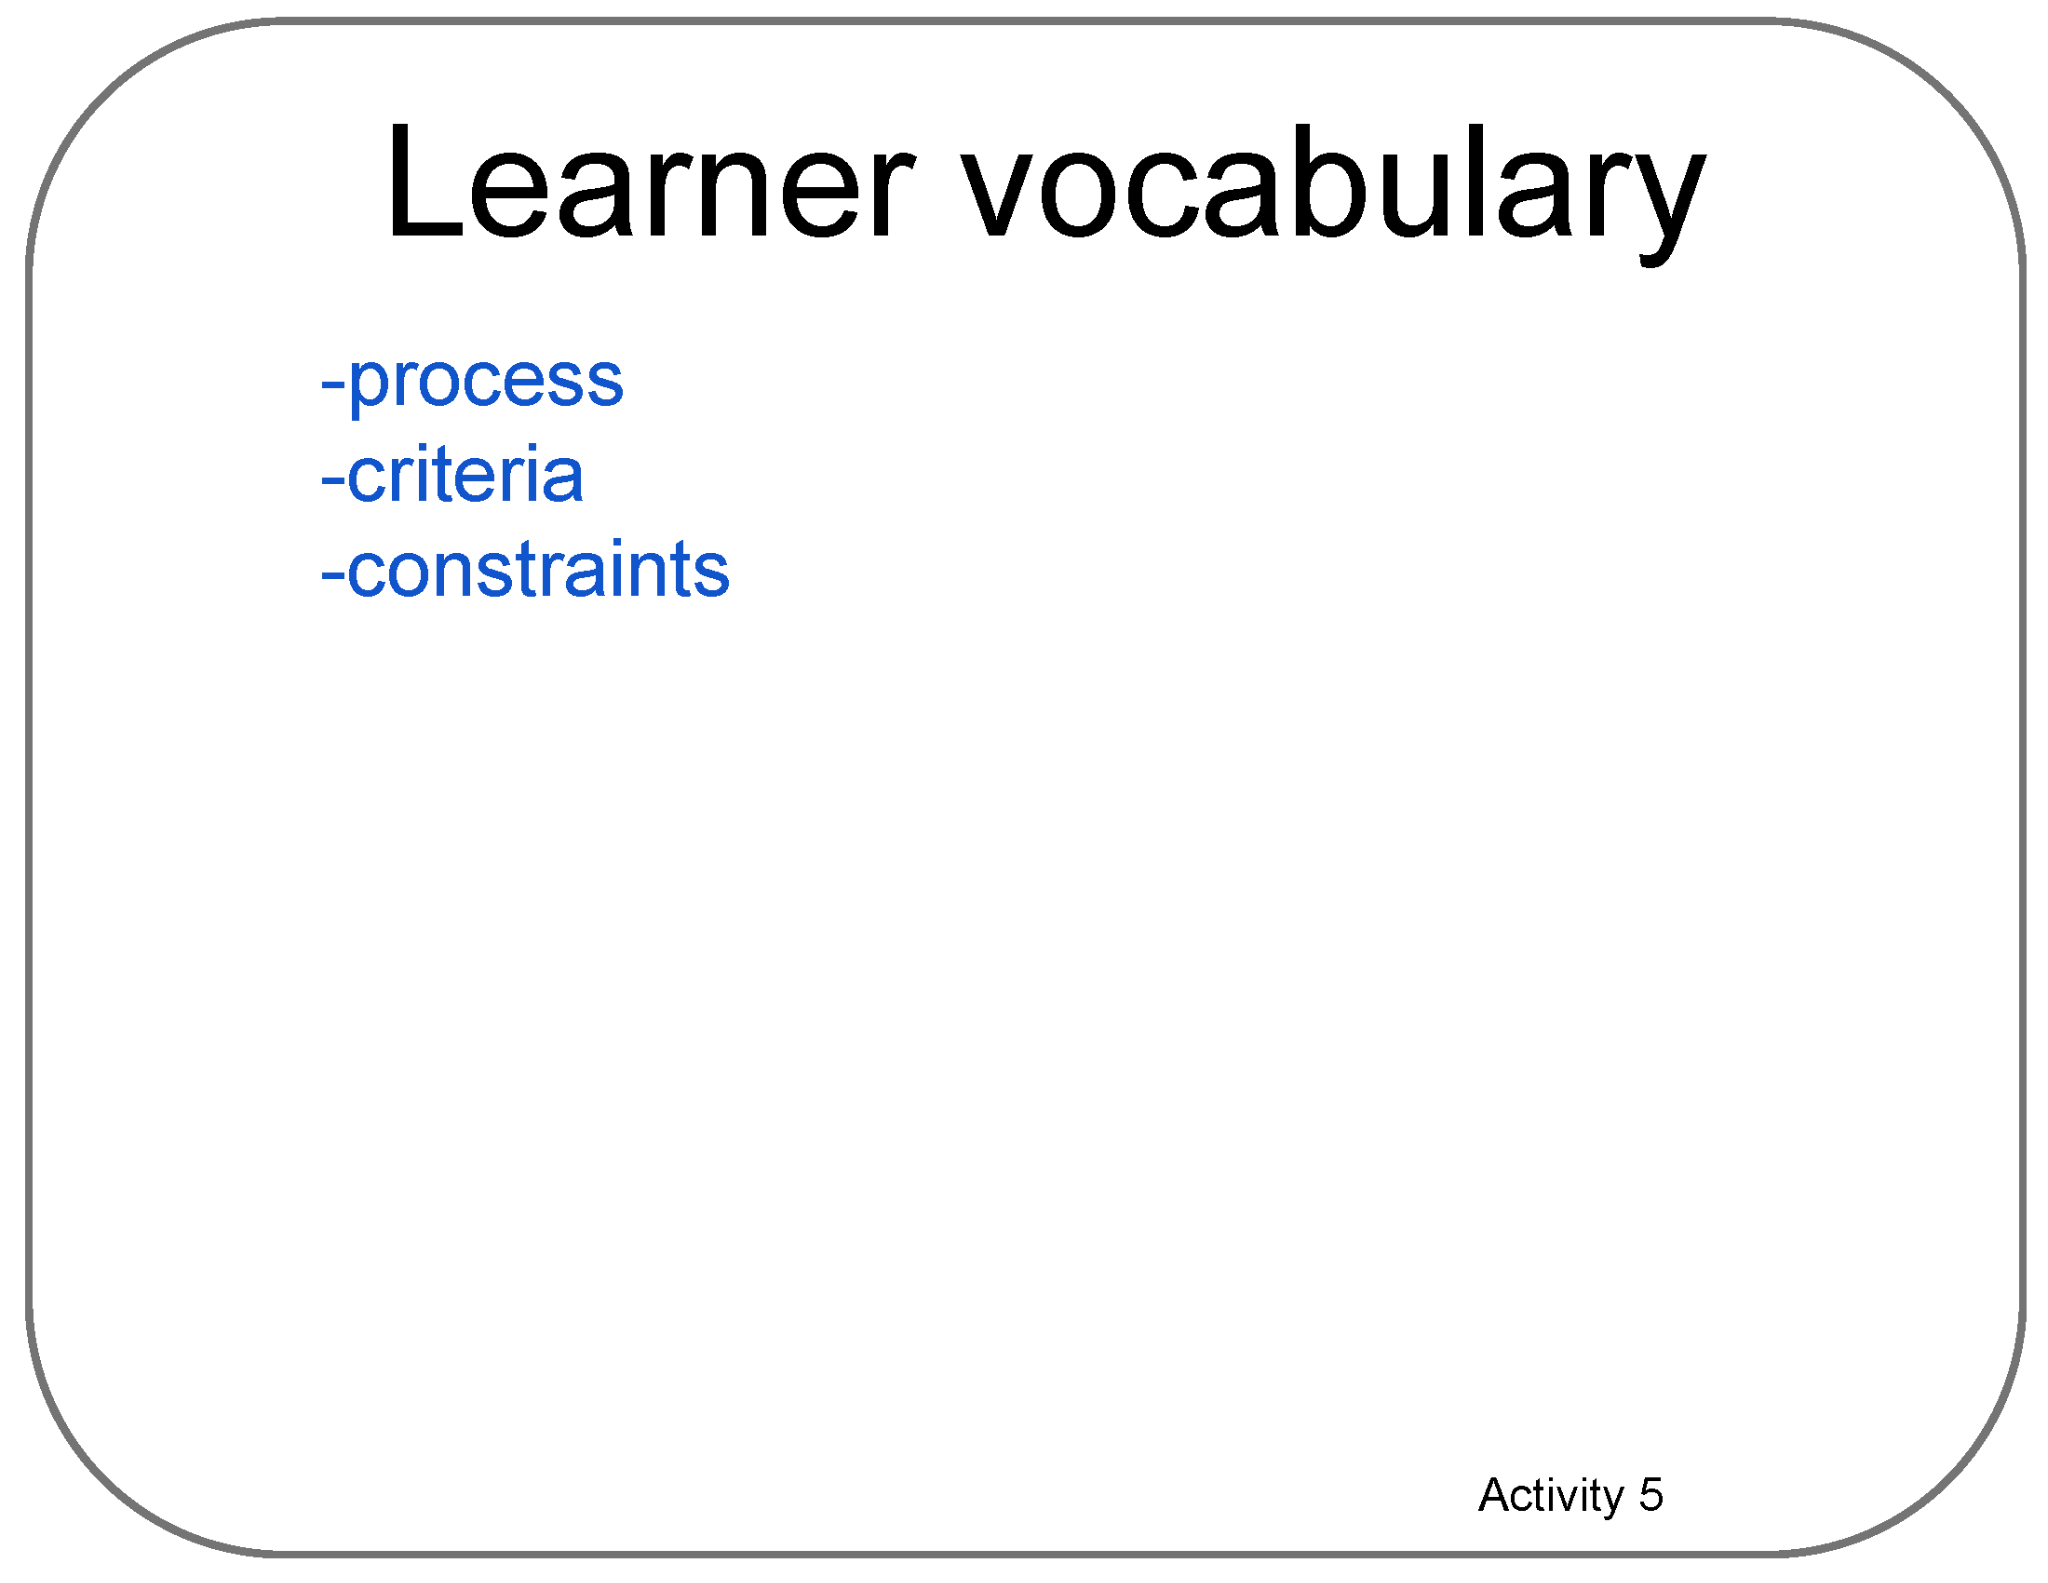 Learner vocabulary
-process
-criteria
-constraints
Activity 5